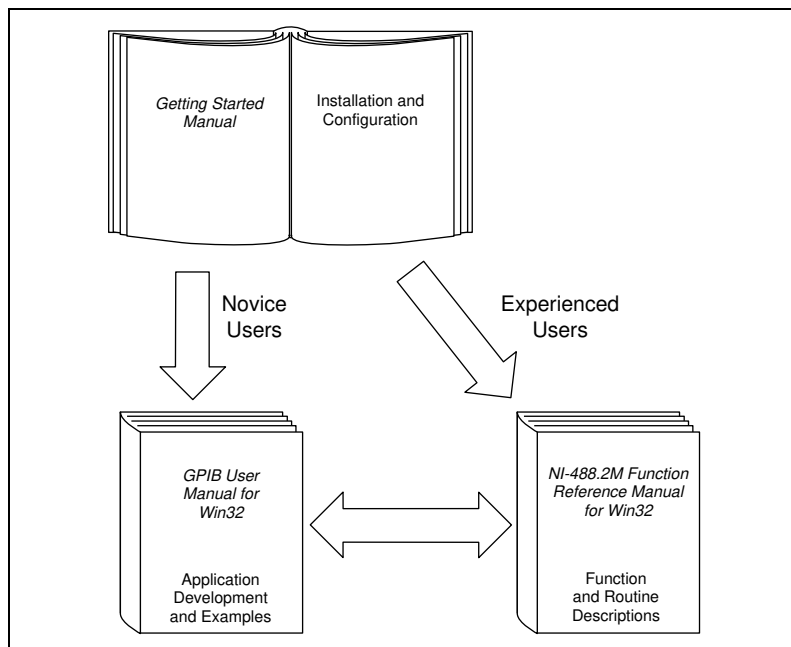 Getting Started
Manual
Installation and
Configuration
Novice
Users
Experienced
Users
GPIB User
Manual for
Win32
Application
Development
and Examples
NI-488.2M Function
Reference Manual
for Win32
Function
and Routine
Descriptions